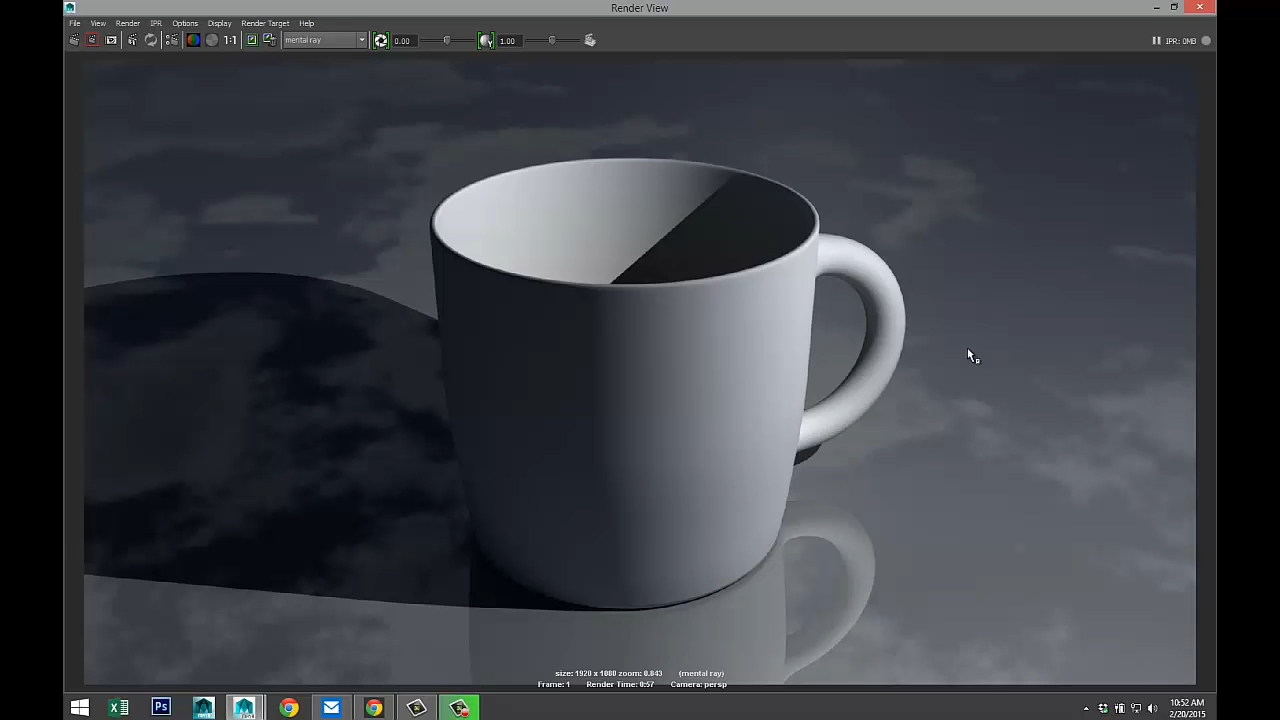 Render View
File View Render IPR Options Display Render Target Help
1:1 mental ray 0.00 1.00 IPR: 0MB
size: 1920 x 1080 zoom: 0.843 (mental ray)
Frame: 1 Render Time: 0:57 Camera: persp
Ps
10:52 AM
2/20/2015